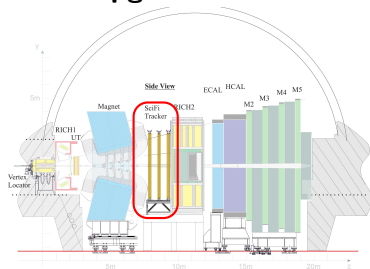 Side View
ECAL
HCAL
M2
M3
M4
M5
Magnet
SciFi
Tracker
RICH2
RICH1
UT
Vertex
Locator
y
5m
5m
10m
15m
20m
z